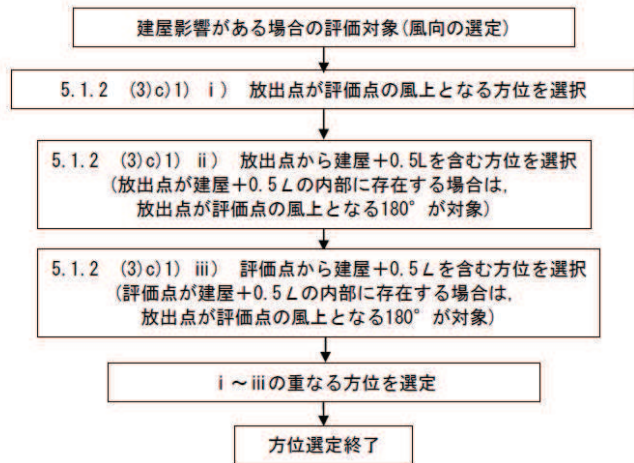 建屋影響がある場合の評価対象(風向の選定)
5.1.2 (3)c)1) ⅰ) 放出点が評価点の風上となる方位を選択
5.1.2 (3)c)1) ⅱ) 放出点から建屋＋0.5Lを含む方位を選択
(放出点が建屋＋0.5Lの内部に存在する場合は,
放出点が評価点の風上となる180°が対象)
5.1.2 (3)c)1) ⅲ) 評価点から建屋＋0.5Lを含む方位を選択
(評価点が建屋＋0.5Lの内部に存在する場合は,
放出点が評価点の風上となる180°が対象)
ⅰ～ⅲの重なる方位を選定
方位選定終了